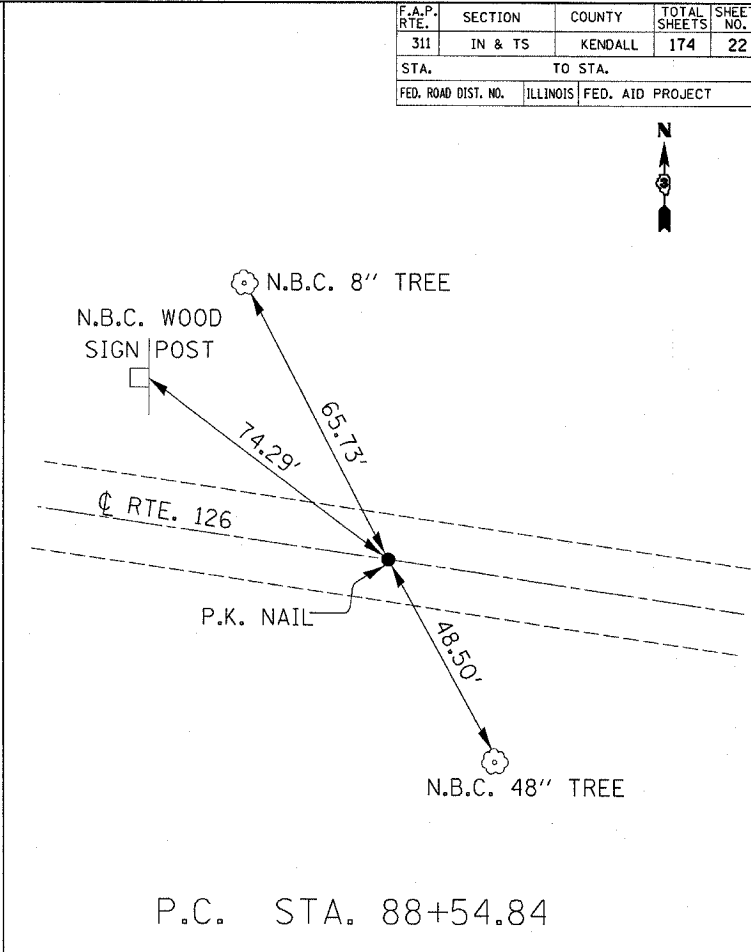 F.A.P. RTE. SECTION COUNTY TOTAL SHEETS SHEET NO.
311 IN & TS KENDALL 174 22
STA. TO STA.
FED. ROAD DIST. NO. ILLINOIS FED. AID PROJECT
N
N.B.C. 8" TREE
N.B.C. WOOD
SIGN POST
65.73'
74.29'
℄ RTE. 126
P.K. NAIL
48.50'
N.B.C. 48" TREE
P.C. STA. 88+54.84